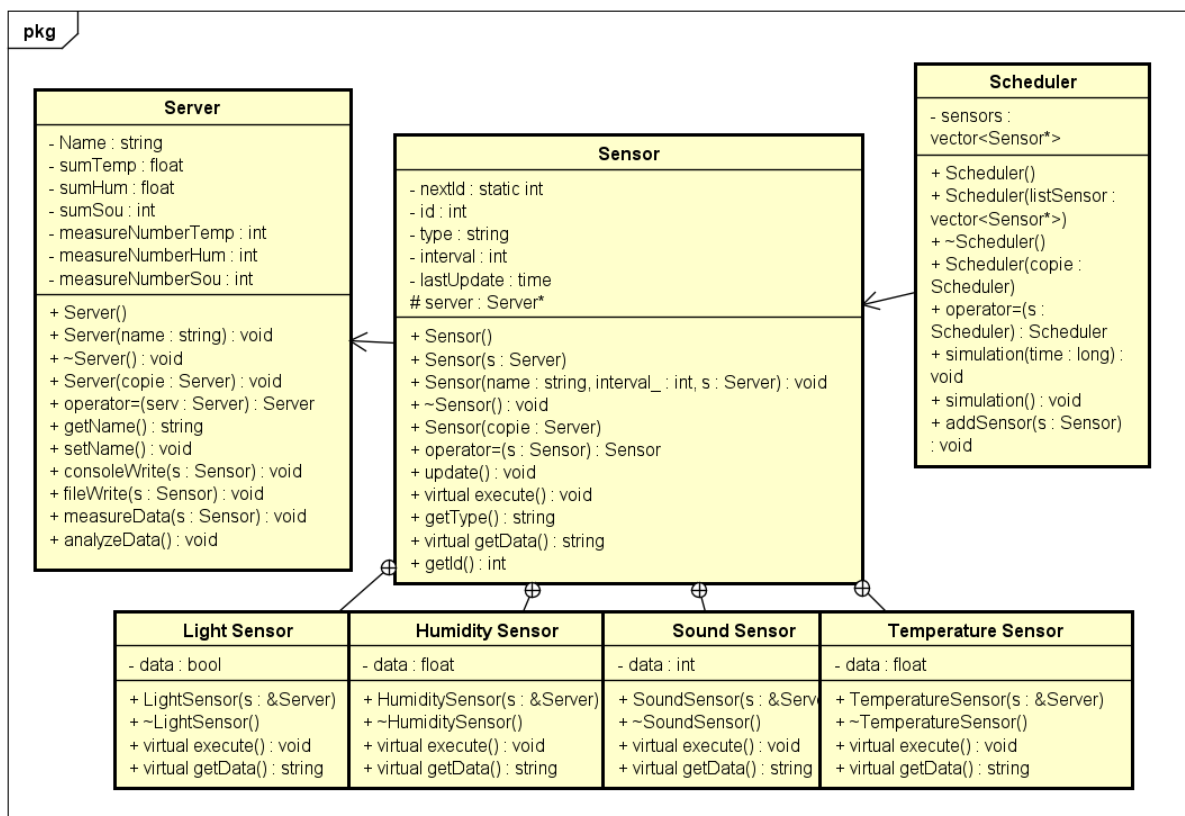 pkg
Server
- Name : string
- sumTemp : float
- sumHum : float
- sumSou : int
- measureNumberTemp : int
- measureNumberHum : int
- measureNumberSou : int
+ Server()
+ Server(name : string) : void
+ ~Server() : void
+ Server(copie : Server) : void
+ operator=(serv : Server) : Server
+ getName() : string
+ setName() : void
+ consoleWrite(s : Sensor) : void
+ fileWrite(s : Sensor) : void
+ measureData(s : Sensor) : void
+ analyzeData() : void
Sensor
- nextId : static int
- id : int
- type : string
- interval : int
- lastUpdate : time
# server : Server*
+ Sensor()
+ Sensor(s : Server)
+ Sensor(name : string, interval_ : int, s : Server) : void
+ ~Sensor() : void
+ Sensor(copie : Server)
+ operator=(s : Sensor) : Sensor
+ update() : void
+ virtual execute() : void
+ getType() : string
+ virtual getData() : string
+ getId() : int
Scheduler
- sensors :
vector<Sensor*>
+ Scheduler()
+ Scheduler(listSensor :
vector<Sensor*>)
+ ~Scheduler()
+ Scheduler(copie :
Scheduler)
+ operator=(s :
Scheduler) : Scheduler
+ simulation(time : long) :
void
+ simulation() : void
+ addSensor(s : Sensor)
: void
Light Sensor
- data : bool
+ LightSensor(s : &Server)
+ ~LightSensor()
+ virtual execute() : void
+ virtual getData() : string
Humidity Sensor
- data : float
+ HumiditySensor(s : &Server)
+ ~HumiditySensor()
+ virtual execute() : void
+ virtual getData() : string
Sound Sensor
- data : int
+ SoundSensor(s : &Serv
+ ~SoundSensor()
+ virtual execute() : void
+ virtual getData() : string
Temperature Sensor
- data : float
+ TemperatureSensor(s : &Server)
+ ~TemperatureSensor()
+ virtual execute() : void
+ virtual getData() : string